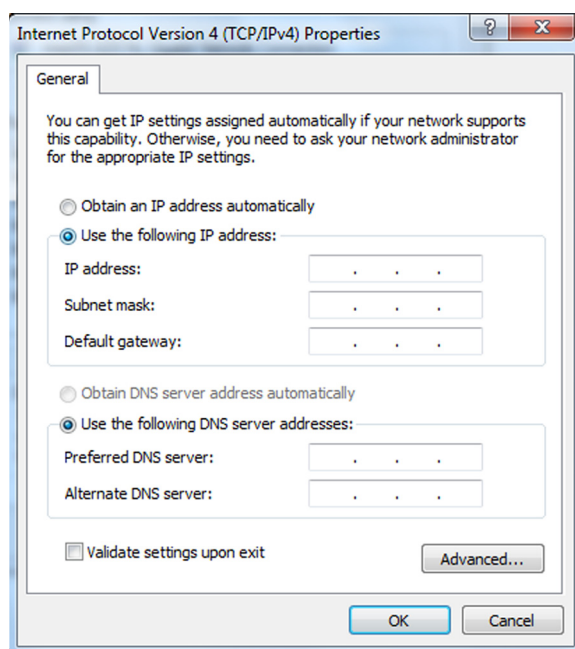 Internet Protocol Version 4 (TCP/IPv4) Properties
? X
General
You can get IP settings assigned automatically if your network supports
this capability. Otherwise, you need to ask your network administrator
for the appropriate IP settings.
Obtain an IP address automatically
Use the following IP address:
IP address: . . .
Subnet mask: . . .
Default gateway: . . .
Obtain DNS server address automatically
Use the following DNS server addresses:
Preferred DNS server: . . .
Alternate DNS server: . . .
Validate settings upon exit
Advanced...
OK Cancel